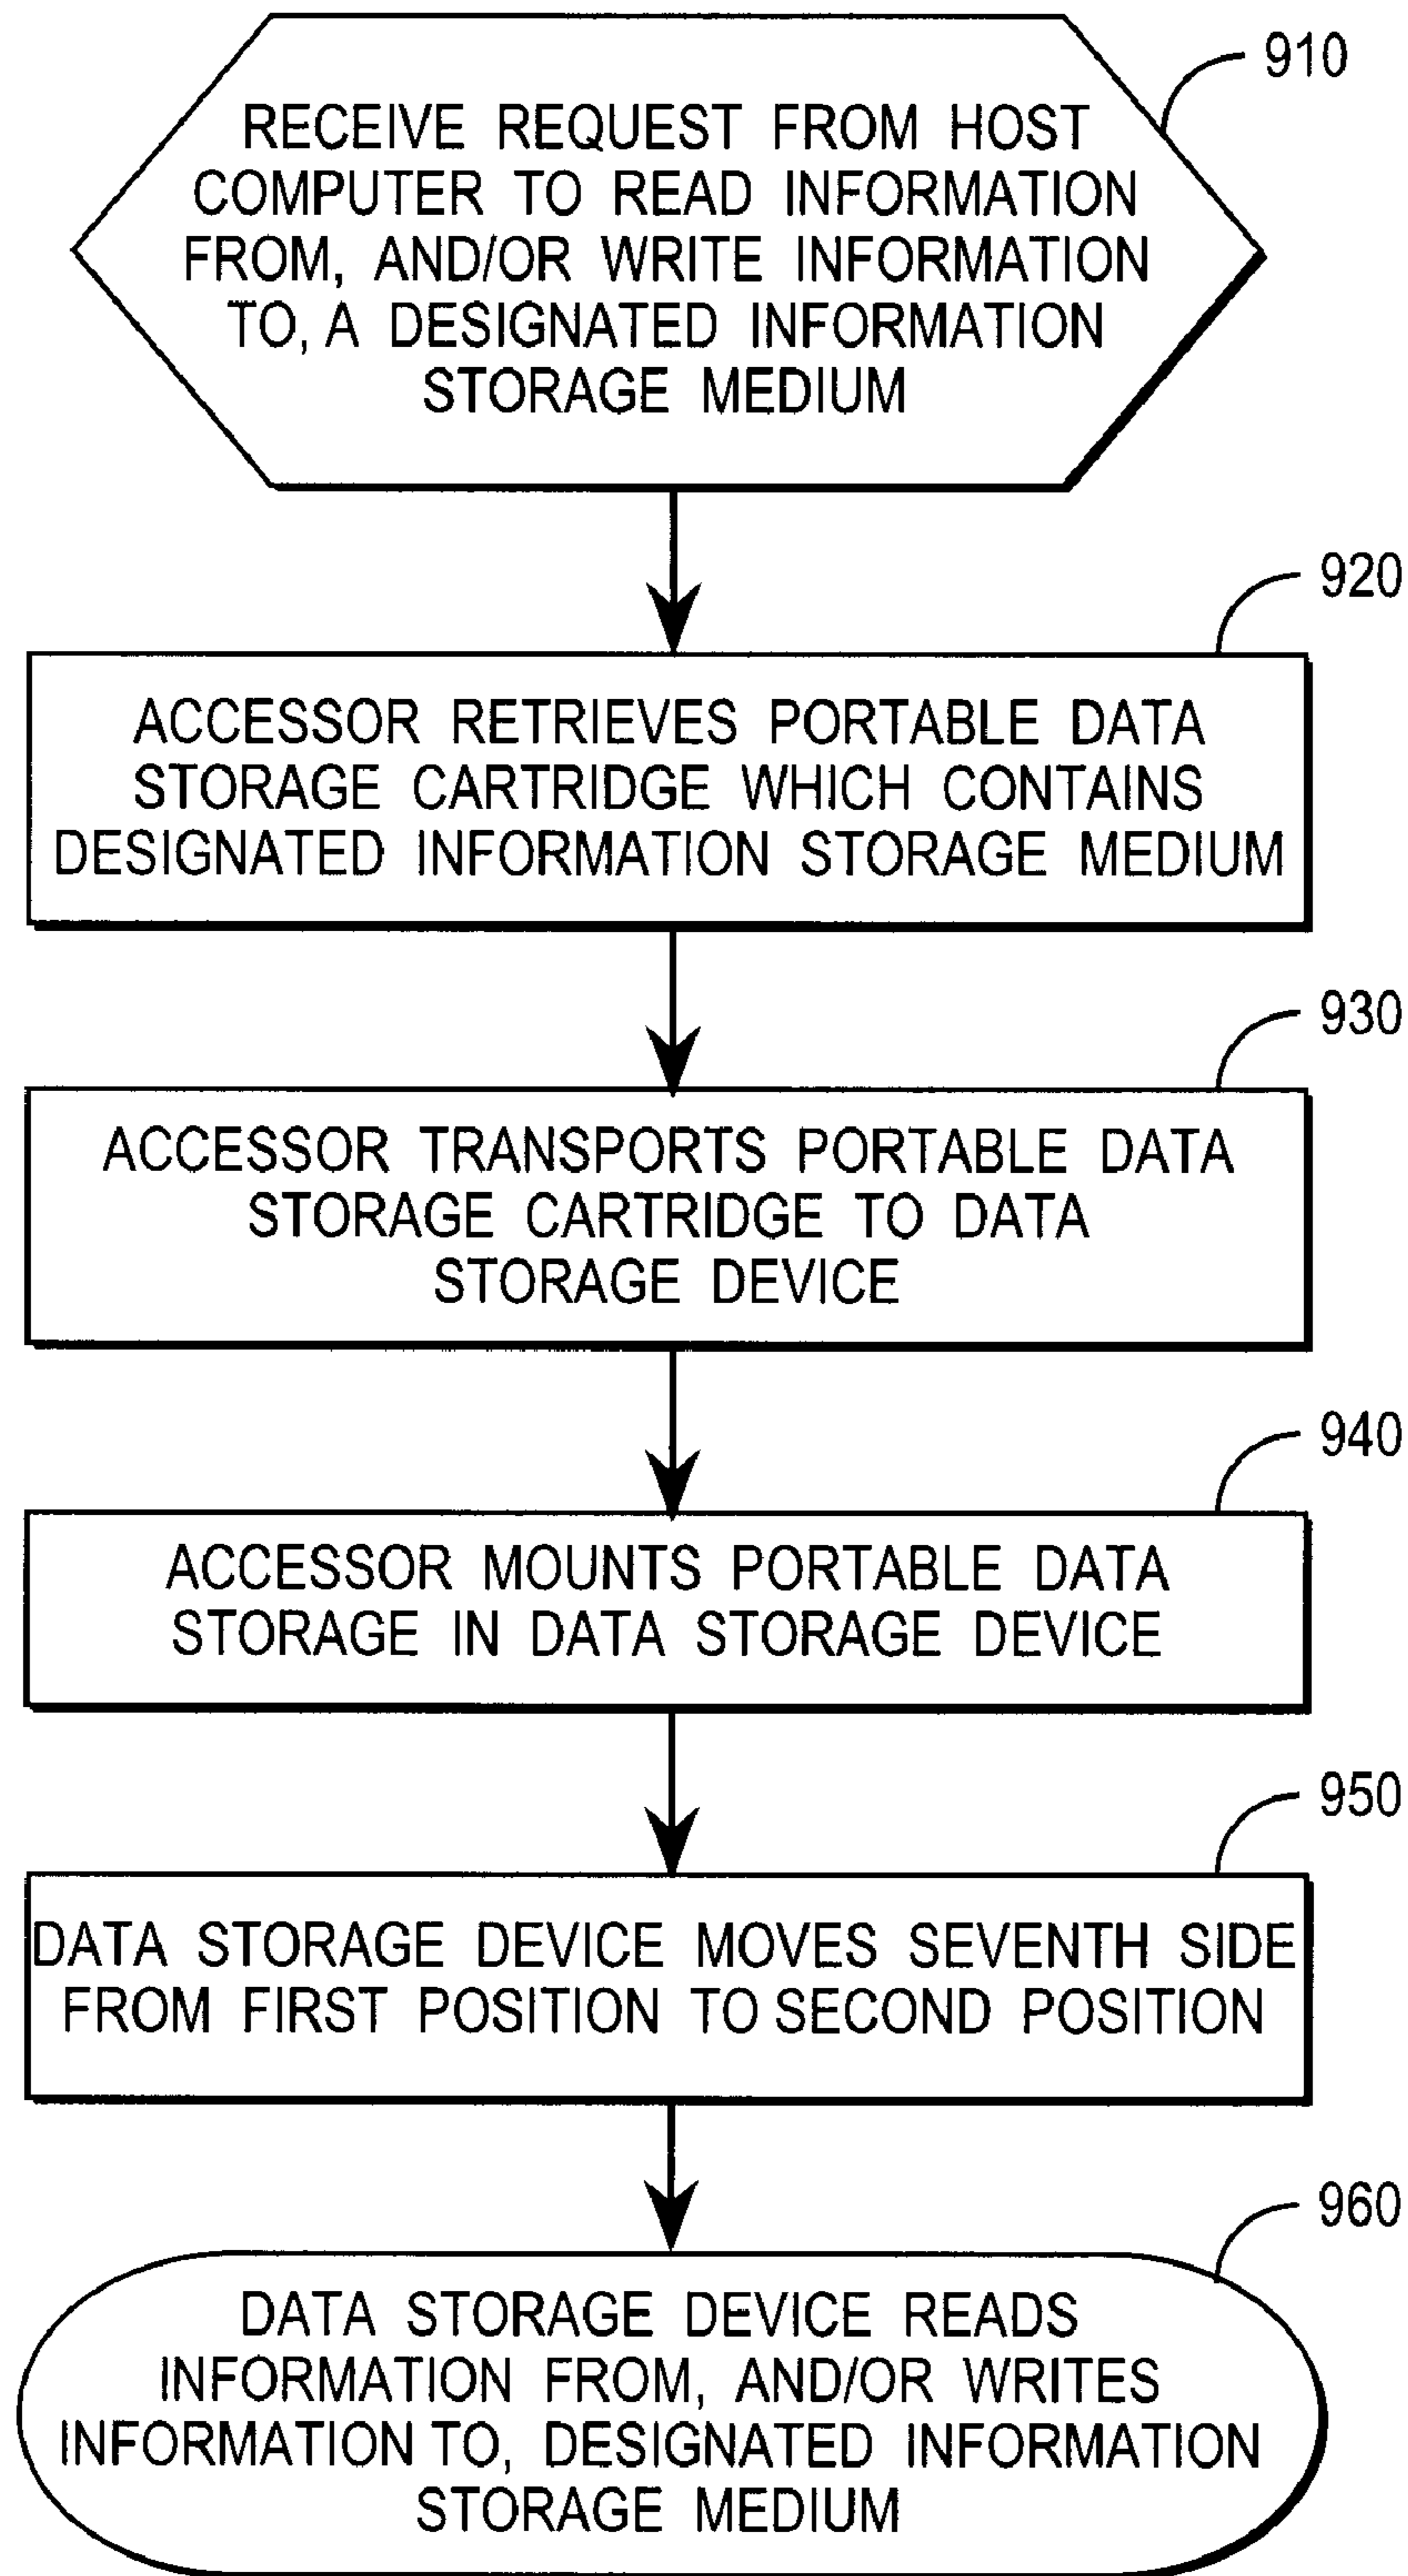 910
RECEIVE REQUEST FROM HOST
COMPUTER TO READ INFORMATION
FROM, AND/OR WRITE INFORMATION
TO, A DESIGNATED INFORMATION
STORAGE MEDIUM
920
ACCESSOR RETRIEVES PORTABLE DATA
STORAGE CARTRIDGE WHICH CONTAINS
DESIGNATED INFORMATION STORAGE MEDIUM
930
ACCESSOR TRANSPORTS PORTABLE DATA
STORAGE CARTRIDGE TO DATA
STORAGE DEVICE
940
ACCESSOR MOUNTS PORTABLE DATA
STORAGE IN DATA STORAGE DEVICE
950
DATA STORAGE DEVICE MOVES SEVENTH SIDE
FROM FIRST POSITION TO SECOND POSITION
960
DATA STORAGE DEVICE READS
INFORMATION FROM, AND/OR WRITES
INFORMATION TO, DESIGNATED INFORMATION
STORAGE MEDIUM